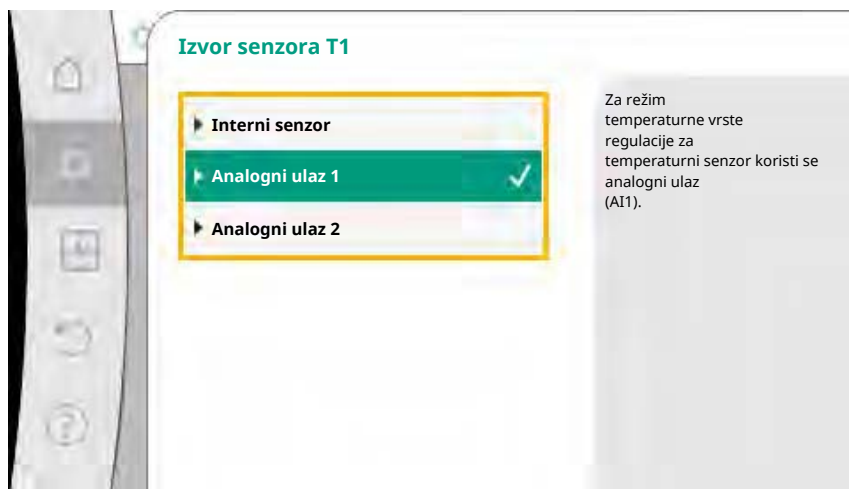 Izvor senzora T1
Interni senzor
Analogni ulaz 1
Analogni ulaz 2
Za režim
temperaturne vrste
regulacije za
temperaturni senzor koristi se
analogni ulaz
(AI1).